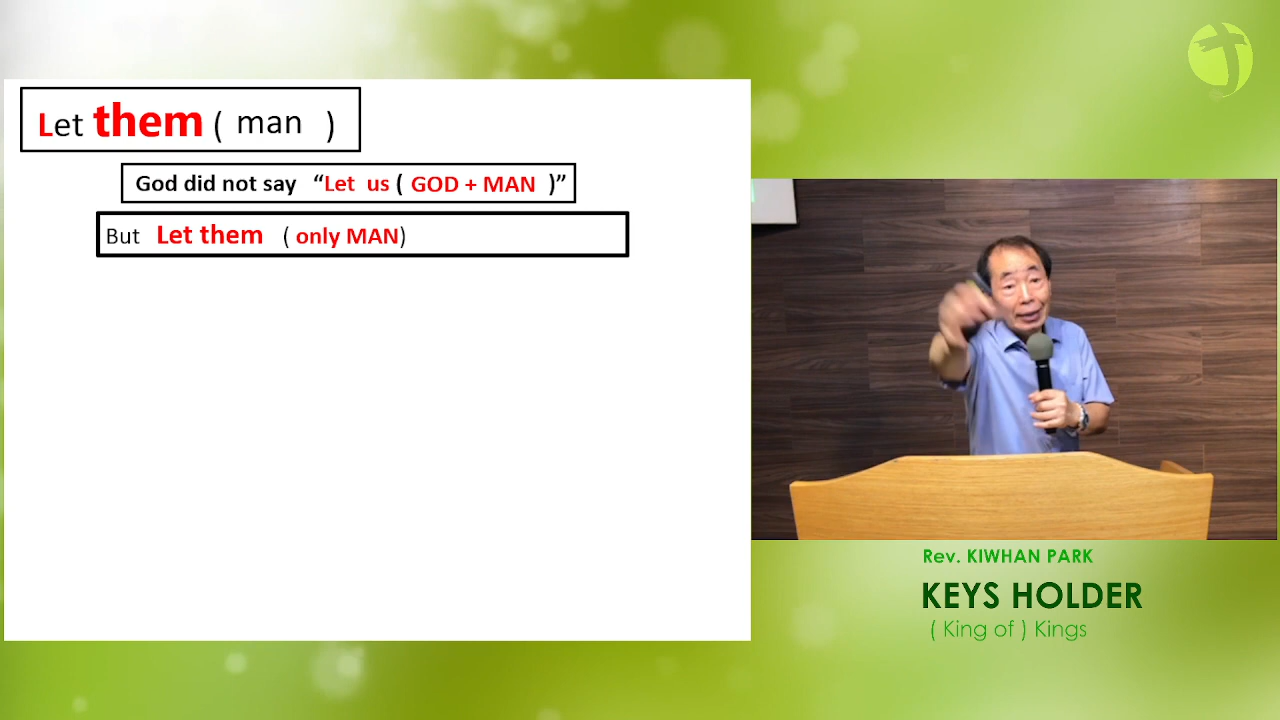 Let them ( man )
God did not say “Let us ( GOD + MAN )”
But Let them ( only MAN)
Rev. KIWHAN PARK
KEYS HOLDER
( King of ) Kings